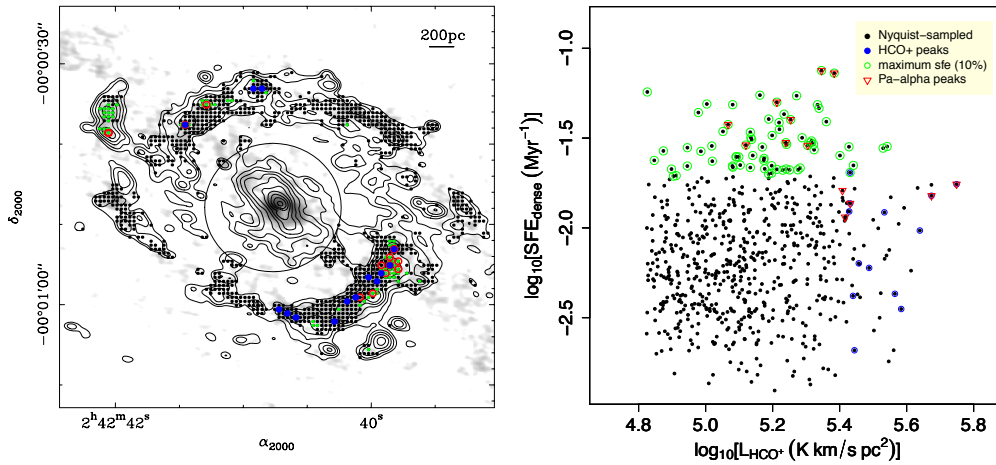 200pc
−00°00′30″
−00°01′00″
δ2000
2h42m42s
40s
α2000
Nyquist−sampled
HCO+ peaks
maximum sfe (10%)
Pa−alpha peaks
−1.0
−1.5
−2.0
−2.5
log10[SFEdense (Myr−1)]
4.8
5.0
5.2
5.4
5.6
5.8
log10[LHCO+ (K km/s pc2)]